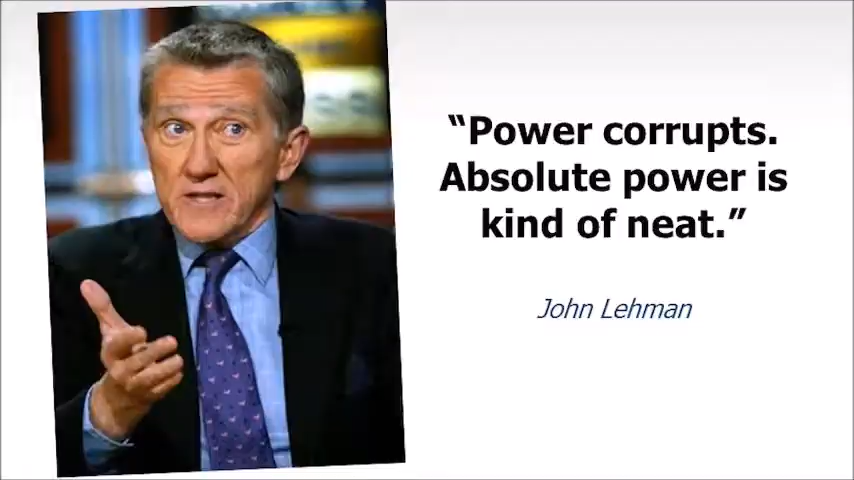 “Power corrupts.
Absolute power is
kind of neat.”
John Lehman